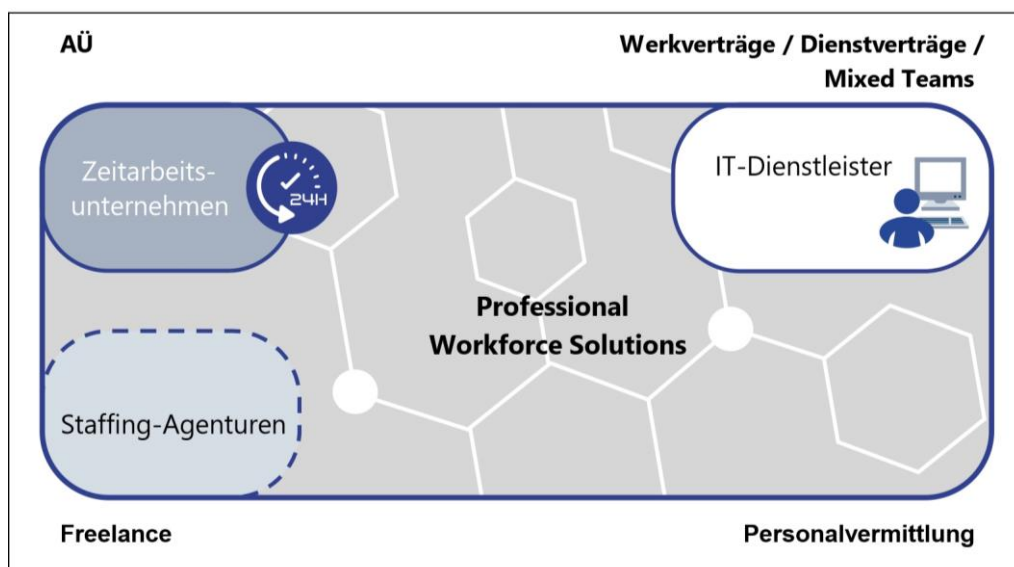 AÜ
Werkverträge / Dienstverträge /
Mixed Teams
Zeitarbeits-
unternehmen
24H
IT-Dienstleister
Professional
Workforce Solutions
Staffing-Agenturen
Freelance
Personalvermittlung